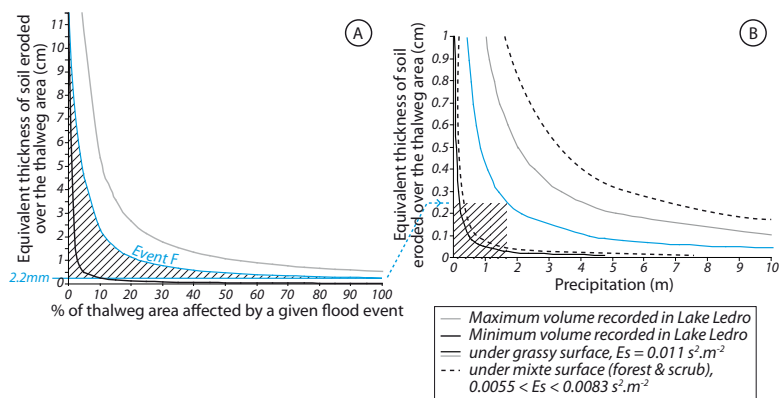 A
Equivalent thickness of soil eroded
over the thalweg area (cm)
11
10
9
8
7
6
5
4
3
2
1
0
2.2mm
Event F
0 10 20 30 40 50 60 70 80 90 100
% of thalweg area affected by a given flood event
B
Equivalent thickness of soil
eroded over the thalweg area (cm)
1
0.9
0.8
0.7
0.6
0.5
0.4
0.3
0.2
0.1
0
0 1 2 3 4 5 6 7 8 9 10
Precipitation (m)
Maximum volume recorded in Lake Ledro
Minimum volume recorded in Lake Ledro
under grassy surface, Es = 0.011 s².m⁻²
under mixte surface (forest & scrub),
0.0055 < Es < 0.0083 s².m⁻²